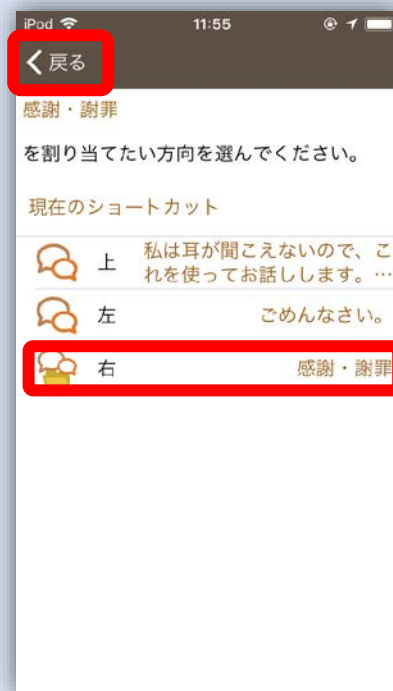 iPod 11:55
戻る
感謝・謝罪
を割り当てたい方向を選んでください。
現在のショートカット
上 私は耳が聞こえないので、こ
れを使ってお話しします。…
左 ごめんなさい。
右 感謝・謝罪